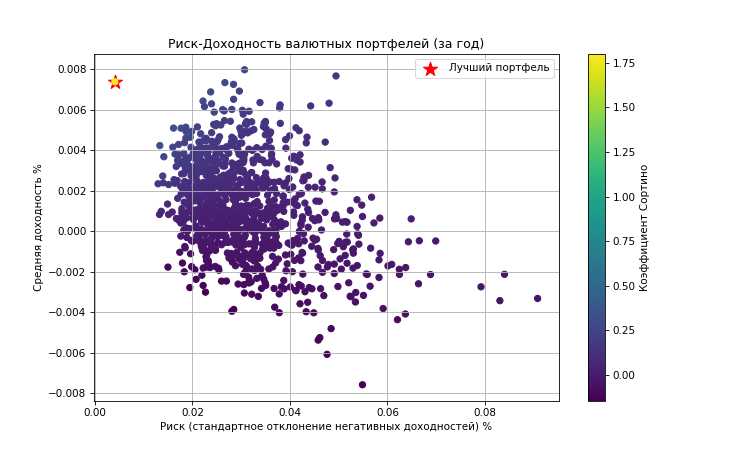 Риск-Доходность валютных портфелей (за год)
Лучший портфель
0.008
0.006
0.004
0.002
0.000
−0.002
−0.004
−0.006
−0.008
Средняя доходность %
0.00 0.02 0.04 0.06 0.08
Риск (стандартное отклонение негативных доходностей) %
1.75
1.50
1.25
1.00
0.75
0.50
0.25
0.00
Коэффициент Сортино